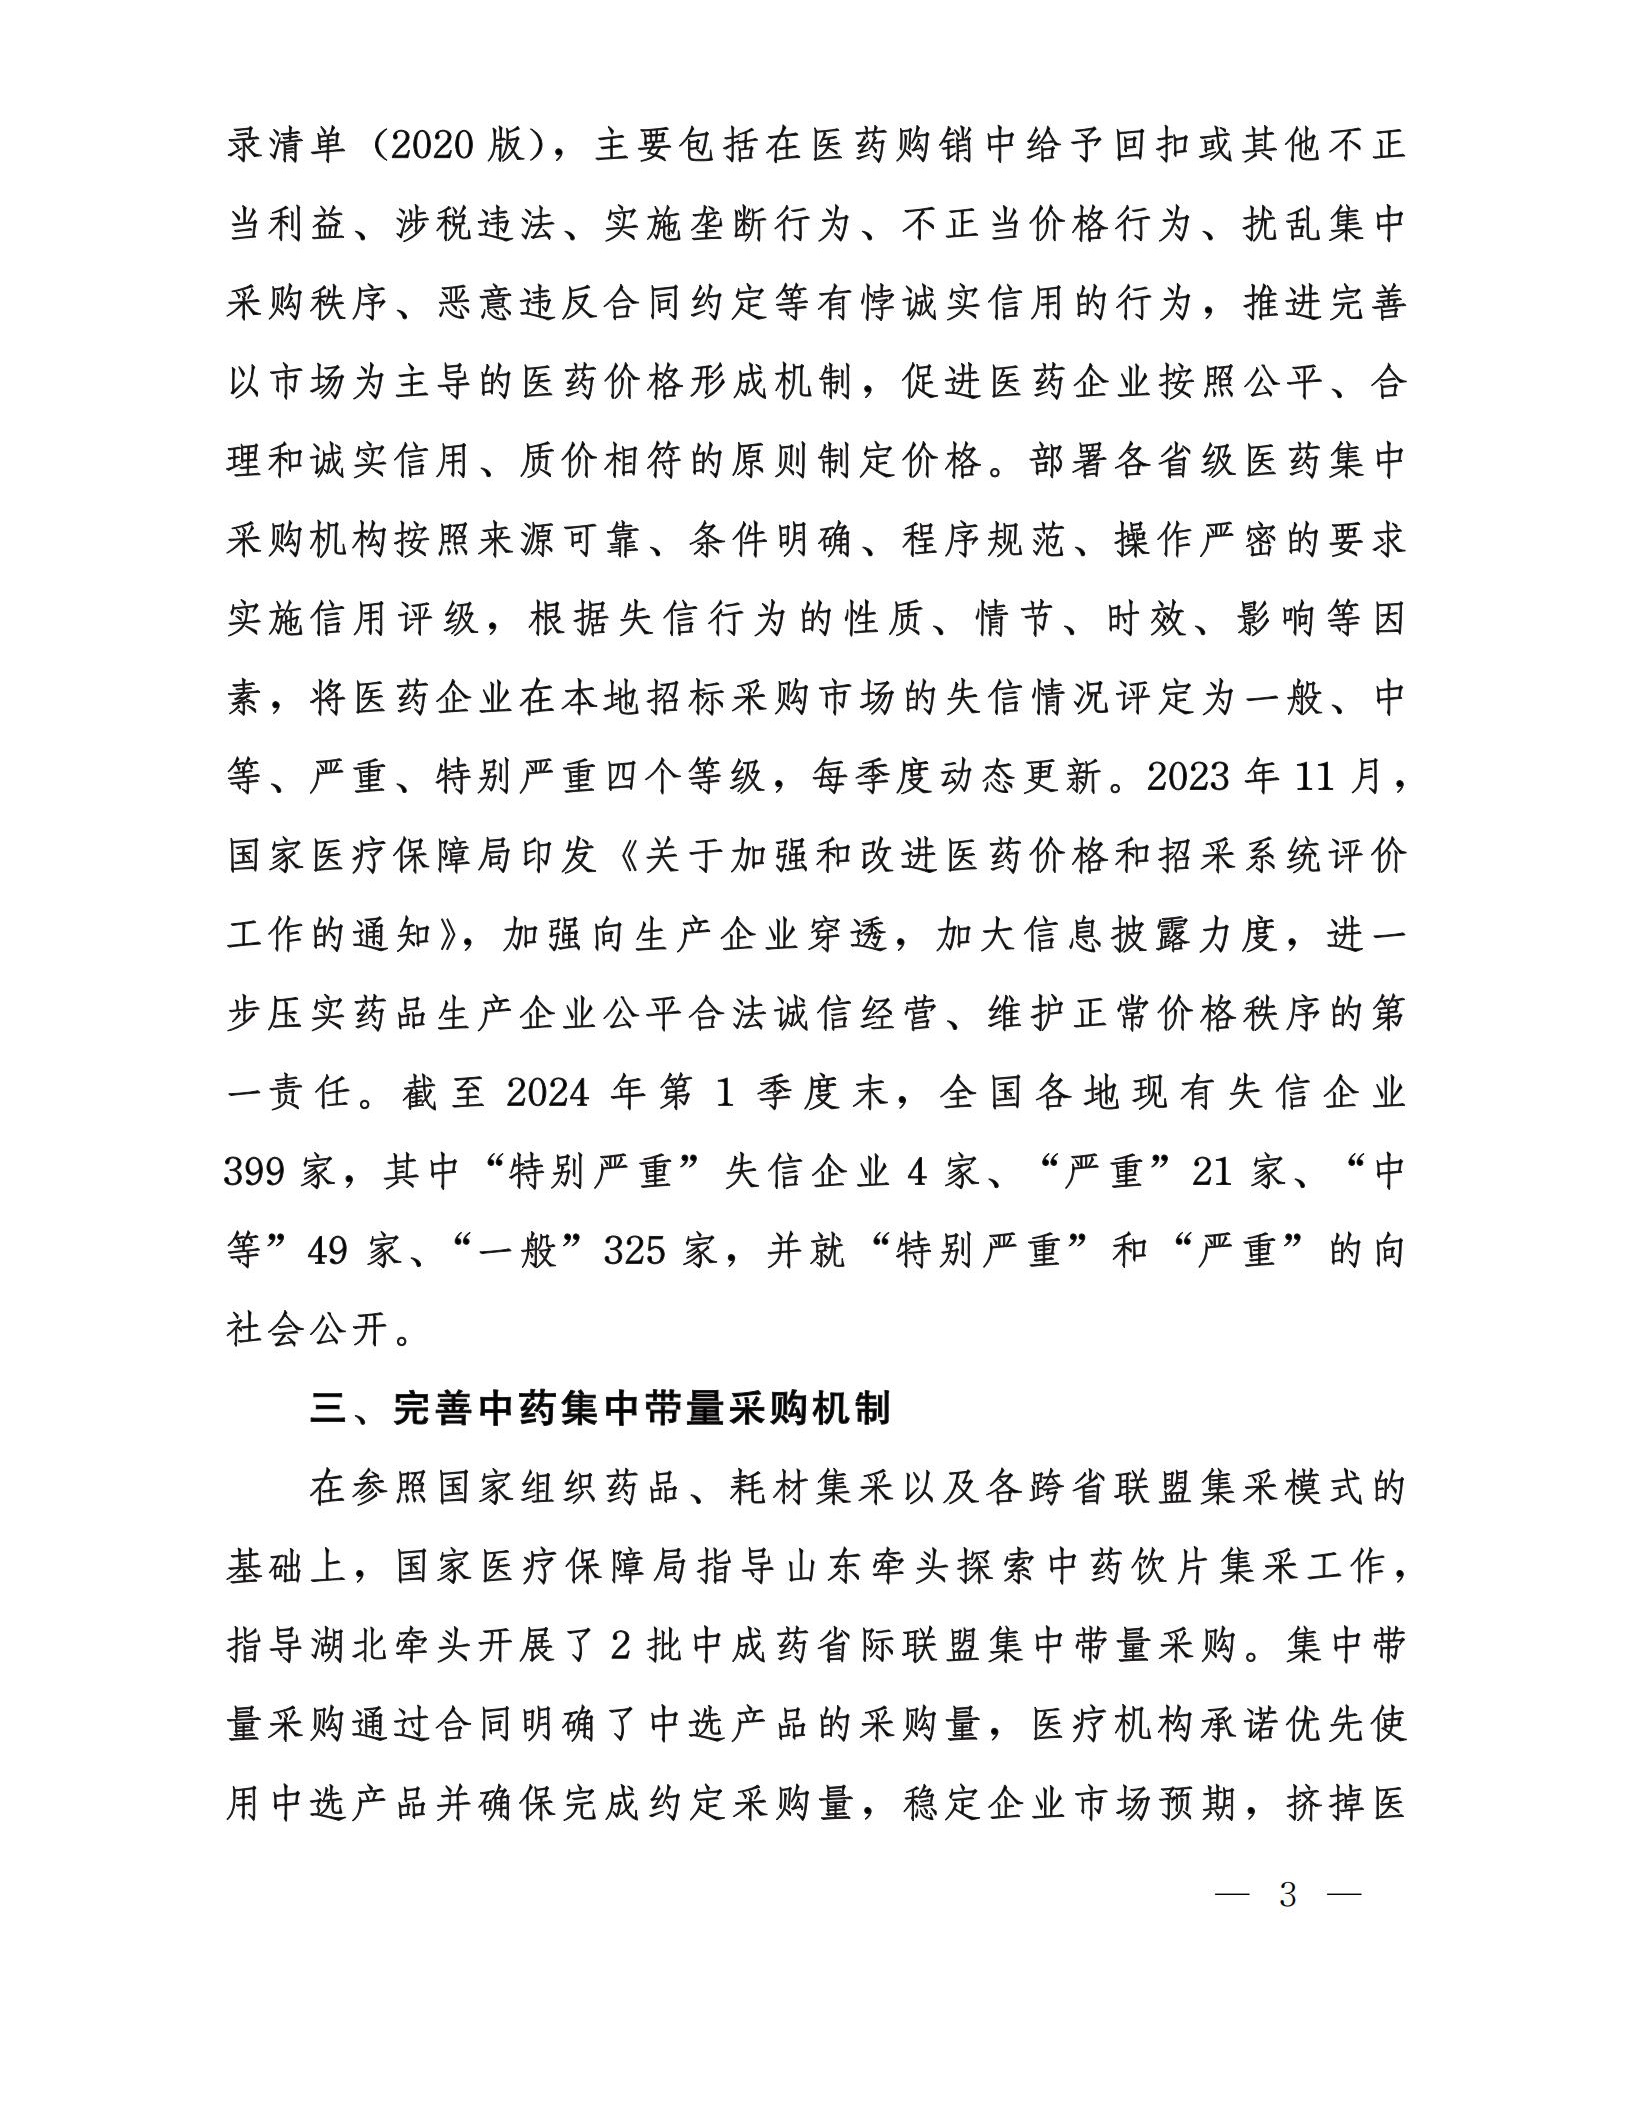 录清单（2020 版），主要包括在医药购销中给予回扣或其他不正
当利益、涉税违法、实施垄断行为、不正当价格行为、扰乱集中
采购秩序、恶意违反合同约定等有悖诚实信用的行为，推进完善
以市场为主导的医药价格形成机制，促进医药企业按照公平、合
理和诚实信用、质价相符的原则制定价格。部署各省级医药集中
采购机构按照来源可靠、条件明确、程序规范、操作严密的要求
实施信用评级，根据失信行为的性质、情节、时效、影响等因
素，将医药企业在本地招标采购市场的失信情况评定为一般、中
等、严重、特别严重四个等级，每季度动态更新。2023 年 11 月，
国家医疗保障局印发《关于加强和改进医药价格和招采系统评价
工作的通知》，加强向生产企业穿透，加大信息披露力度，进一
步压实药品生产企业公平合法诚信经营、维护正常价格秩序的第
一责任。截至 2024 年第 1 季度末，全国各地现有失信企业
399 家，其中“特别严重”失信企业 4 家、“严重”21 家、“中
等”49 家、“一般”325 家，并就“特别严重”和“严重”的向
社会公开。
三、完善中药集中带量采购机制
在参照国家组织药品、耗材集采以及各跨省联盟集采模式的
基础上，国家医疗保障局指导山东牵头探索中药饮片集采工作，
指导湖北牵头开展了 2 批中成药省际联盟集中带量采购。集中带
量采购通过合同明确了中选产品的采购量，医疗机构承诺优先使
用中选产品并确保完成约定采购量，稳定企业市场预期，挤掉医
— 3 —